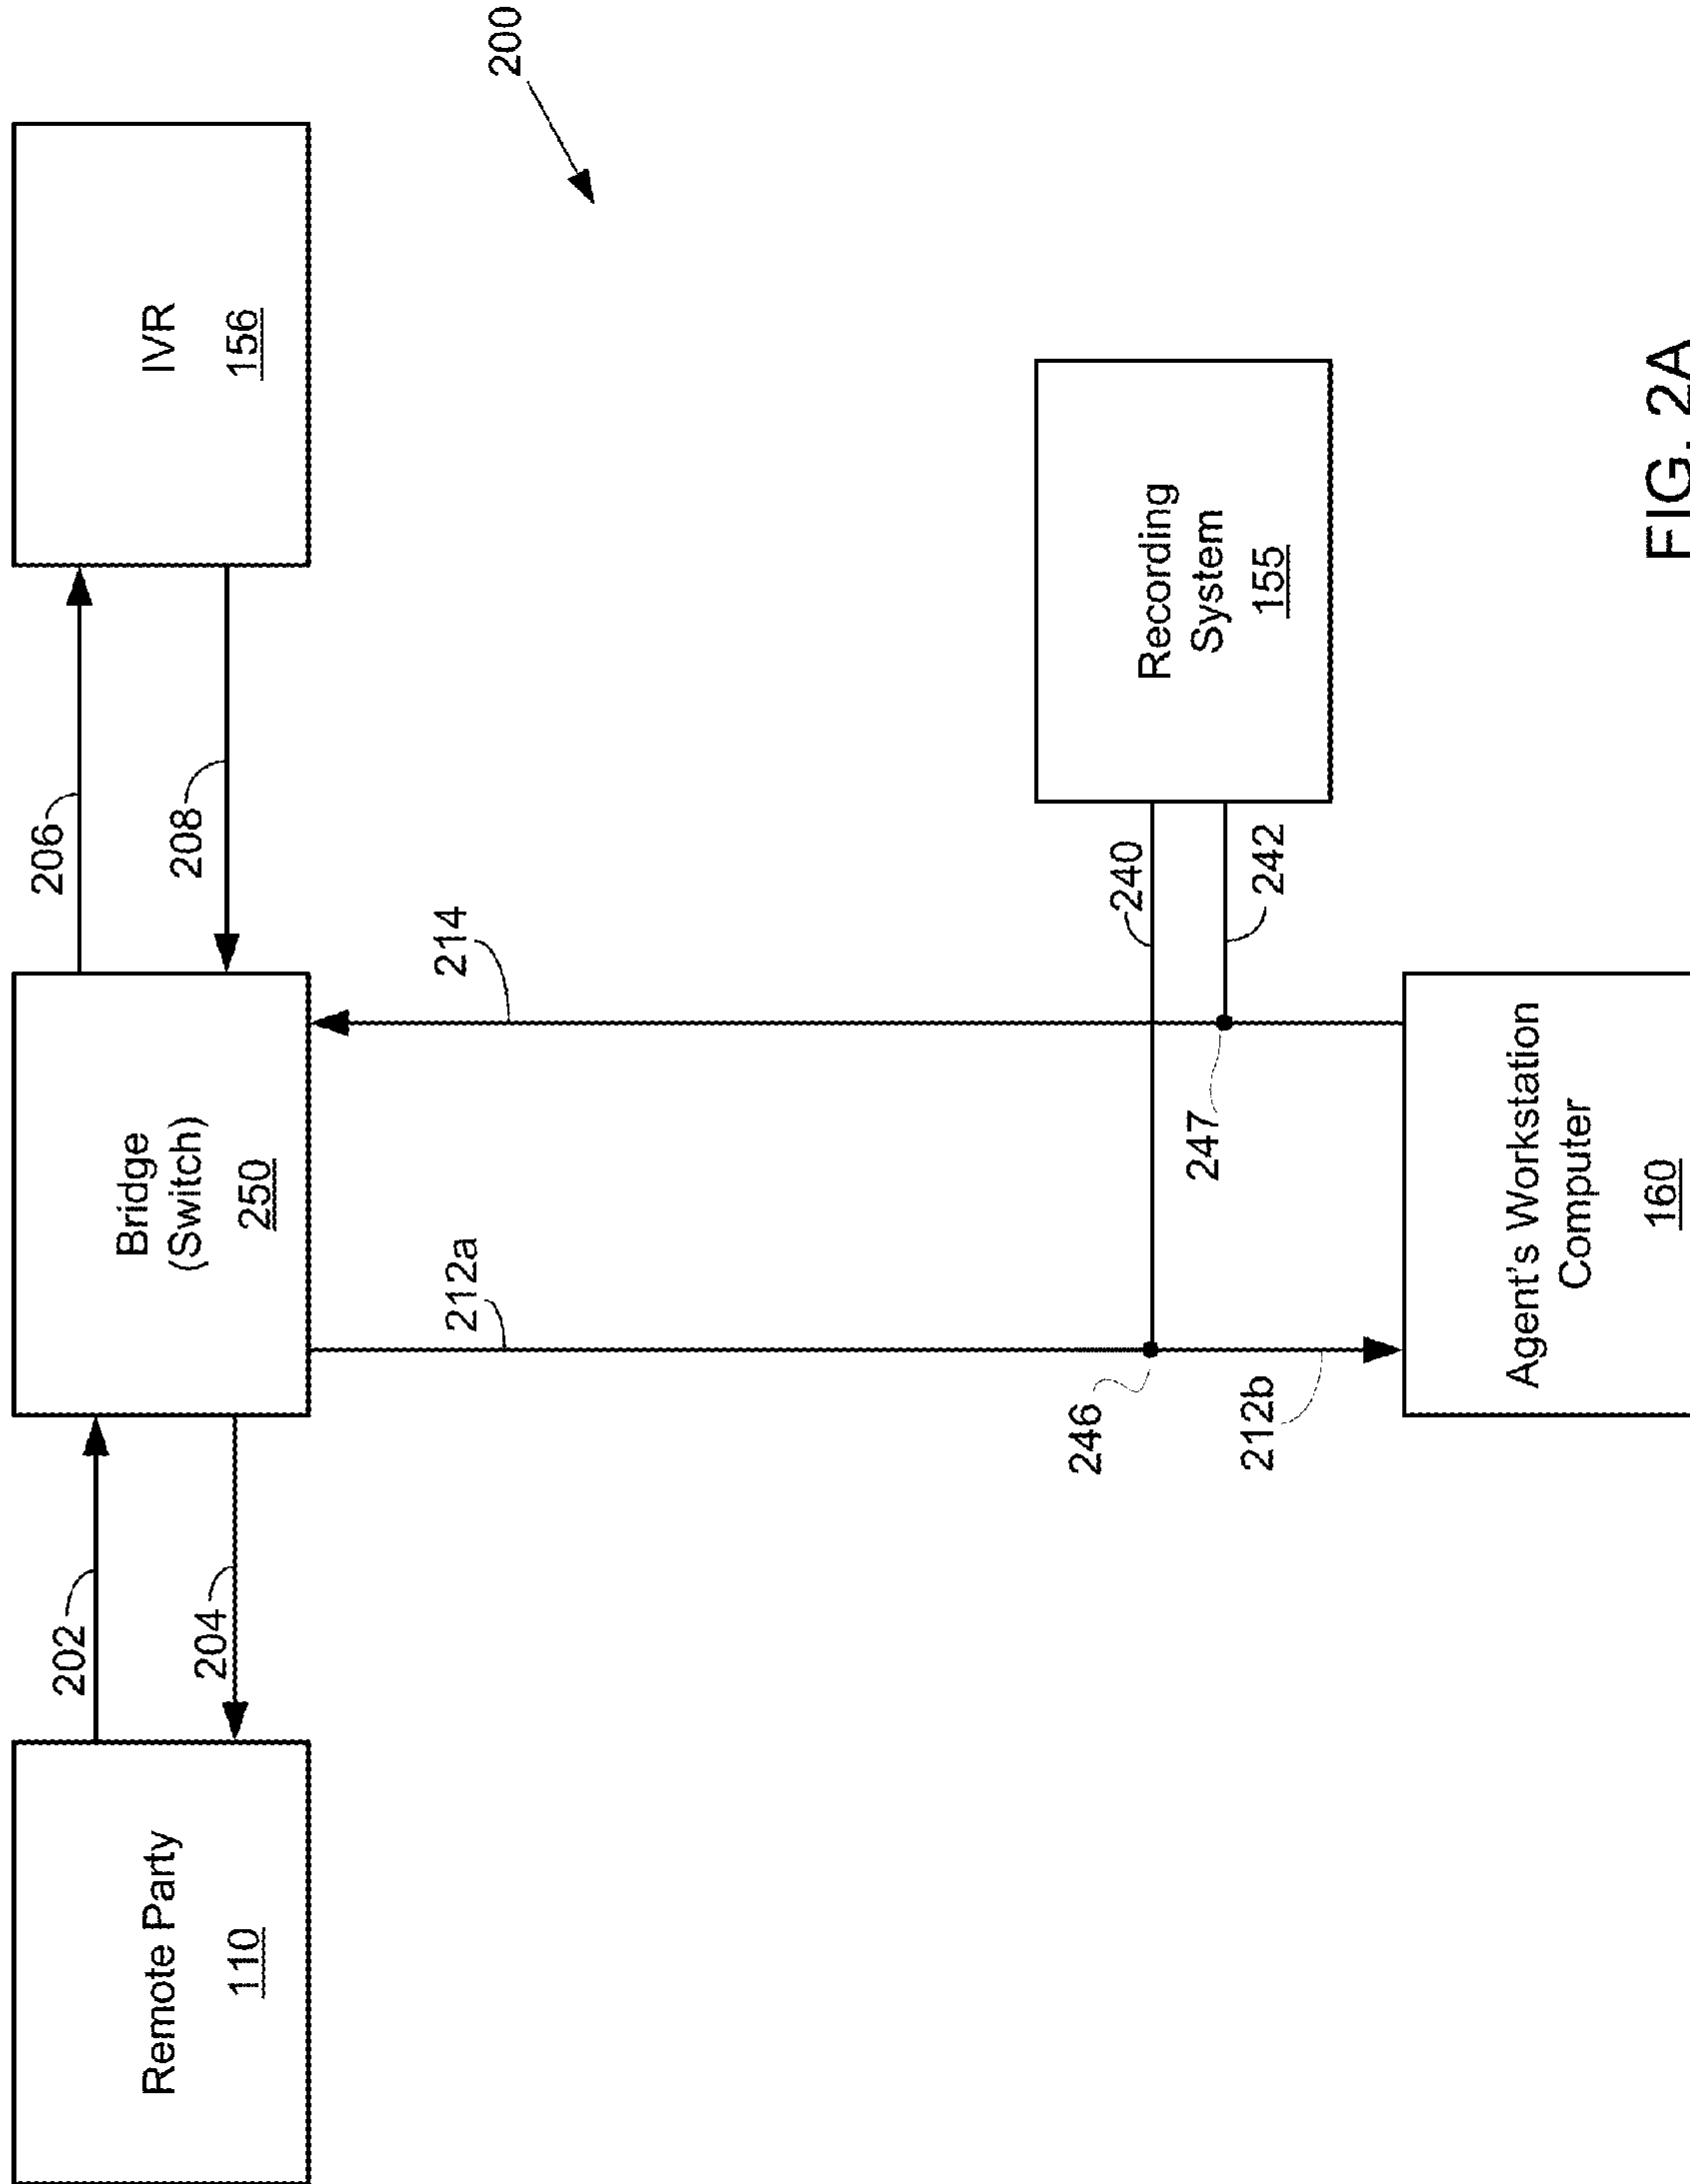 Remote Party
110
202
204
Bridge
(Switch)
250
206
208
IVR
156
200
212a
214
246
247
240
242
212b
Recording
System
155
Agent's Workstation
Computer
160
FIG. 2A